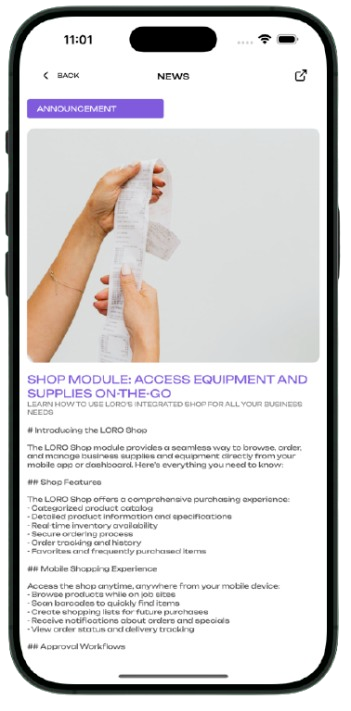 11:01
BACK
NEWS
ANNOUNCEMENT
SHOP MODULE: ACCESS EQUIPMENT AND
SUPPLIES ON-THE-GO
LEARN HOW TO USE LORO'S INTEGRATED SHOP FOR ALL YOUR BUSINESS
NEEDS
# Introducing the LORO Shop
The LORO Shop module provides a seamless way to browse, order,
and manage business supplies and equipment directly from your
mobile app or dashboard. Here's everything you need to know:
## Shop Features
The LORO Shop offers a comprehensive purchasing experience:
- Categorized product catalog
- Detailed product information and specifications
- Real-time inventory availability
- Secure ordering process
- Order tracking and history
- Favorites and frequently purchased items
## Mobile Shopping Experience
Access the shop anytime, anywhere from your mobile device:
- Browse products while on job sites
- Scan barcodes to quickly find items
- Create shopping lists for future purchases
- Receive notifications about orders and specials
- View order status and delivery tracking
## Approval Workflows